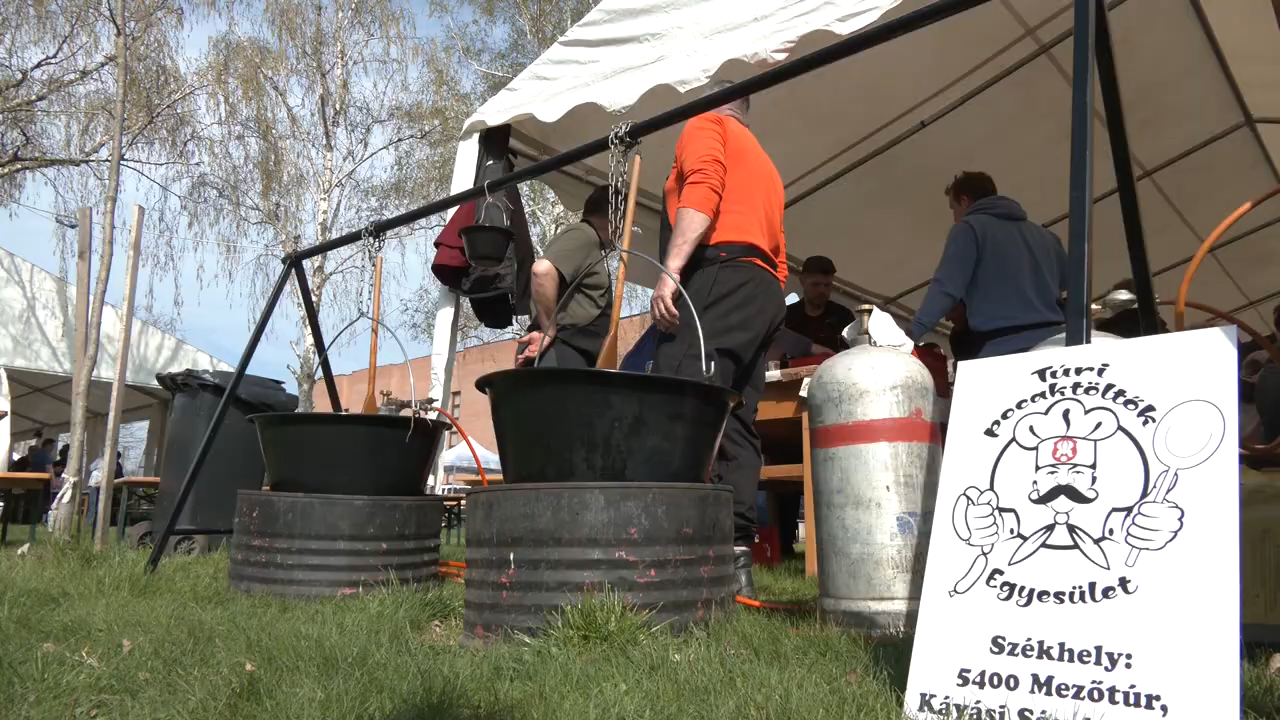 Túri
pocaktöltők
Egyesület
Székhely:
5400 Mezőtúr,